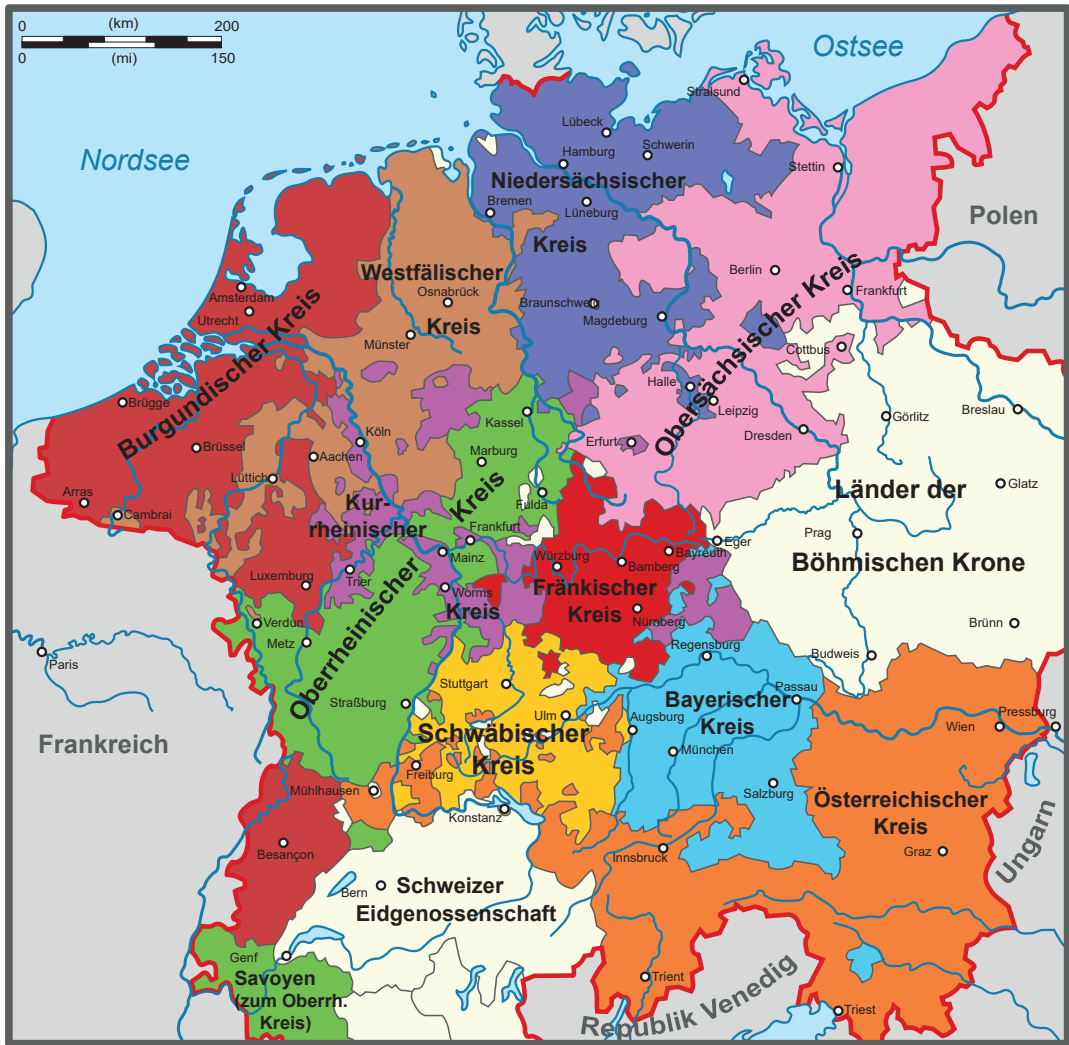 0 (km) 200
0 (mi) 150
Ostsee
Nordsee
Stralsund
Lübeck
Hamburg
Schwerin
Stettin
Niedersächsischer
Kreis
Bremen
Lüneburg
Polen
Westfälischer
Kreis
Osnabrück
Berlin
Frankfurt
Amsterdam
Utrecht
Braunschweig
Magdeburg
Münster
Burgundischer Kreis
Obersächsischer Kreis
Cottbus
Brügge
Halle
Leipzig
Görlitz
Breslau
Kassel
Köln
Erfurt
Dresden
Brüssel
Aachen
Marburg
Lüttich
Kreis
Länder der
Böhmischen Krone
Glatz
Arras
Cambrai
Fulda
Kur-
rheinischer
Kreis
Frankfurt
Mainz
Prag
Eger
Würzburg
Bamberg
Bayreuth
Fränkischer
Kreis
Luxemburg
Trier
Worms
Nürnberg
Verdun
Metz
Oberrheinischer
Brünn
Paris
Regensburg
Budweis
Stuttgart
Passau
Straßburg
Ulm
Augsburg
Bayerischer
Kreis
Wien
Pressburg
Frankreich
Schwäbischer
Kreis
München
Freiburg
Mühlhausen
Salzburg
Österreichischer
Kreis
Konstanz
Besançon
Innsbruck
Graz
Ungarn
Bern
Schweizer
Eidgenossenschaft
Genf
Savoyen
(zum Oberrh.
Kreis)
Trient
Republik Venedig
Triest